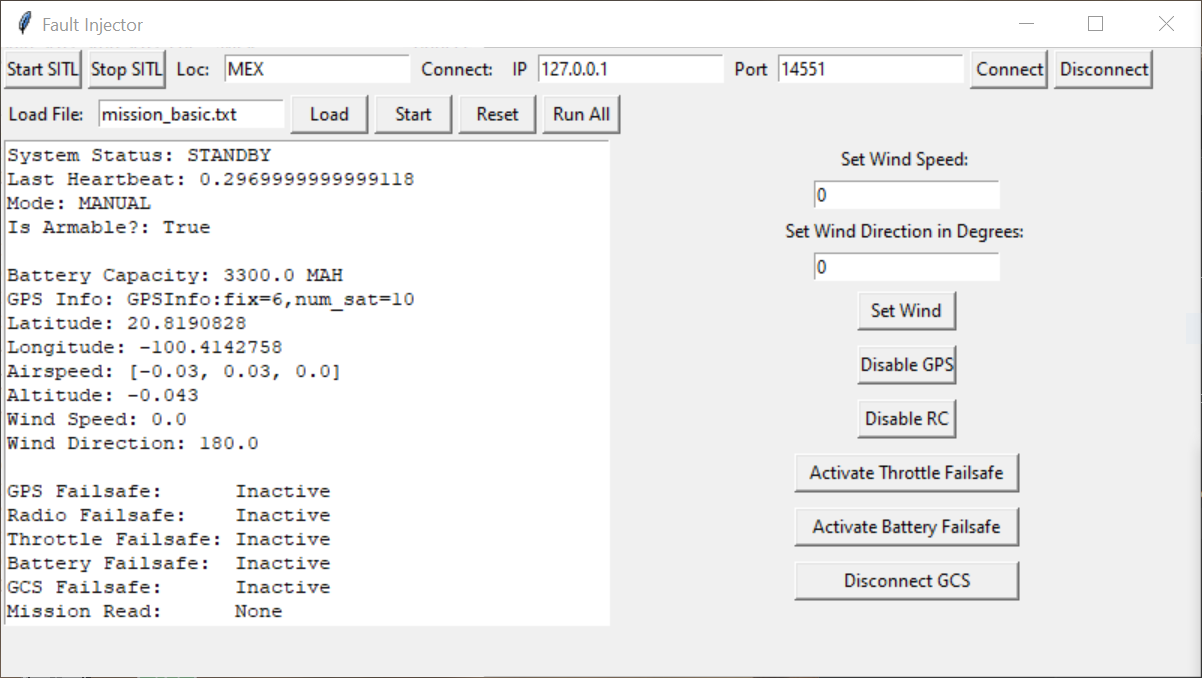 Fault Injector
Start SITL Stop SITL Loc: MEX Connect: IP 127.0.0.1 Port 14551 Connect Disconnect
Load File: mission_basic.txt Load Start Reset Run All
System Status: STANDBY
Last Heartbeat: 0.2969999999999118
Mode: MANUAL
Is Armable?: True
Battery Capacity: 3300.0 MAH
GPS Info: GPSInfo:fix=6,num_sat=10
Latitude: 20.8190828
Longitude: -100.4142758
Airspeed: [-0.03, 0.03, 0.0]
Altitude: -0.043
Wind Speed: 0.0
Wind Direction: 180.0
GPS Failsafe: Inactive
Radio Failsafe: Inactive
Throttle Failsafe: Inactive
Battery Failsafe: Inactive
GCS Failsafe: Inactive
Mission Read: None
Set Wind Speed:
0
Set Wind Direction in Degrees:
0
Set Wind
Disable GPS
Disable RC
Activate Throttle Failsafe
Activate Battery Failsafe
Disconnect GCS